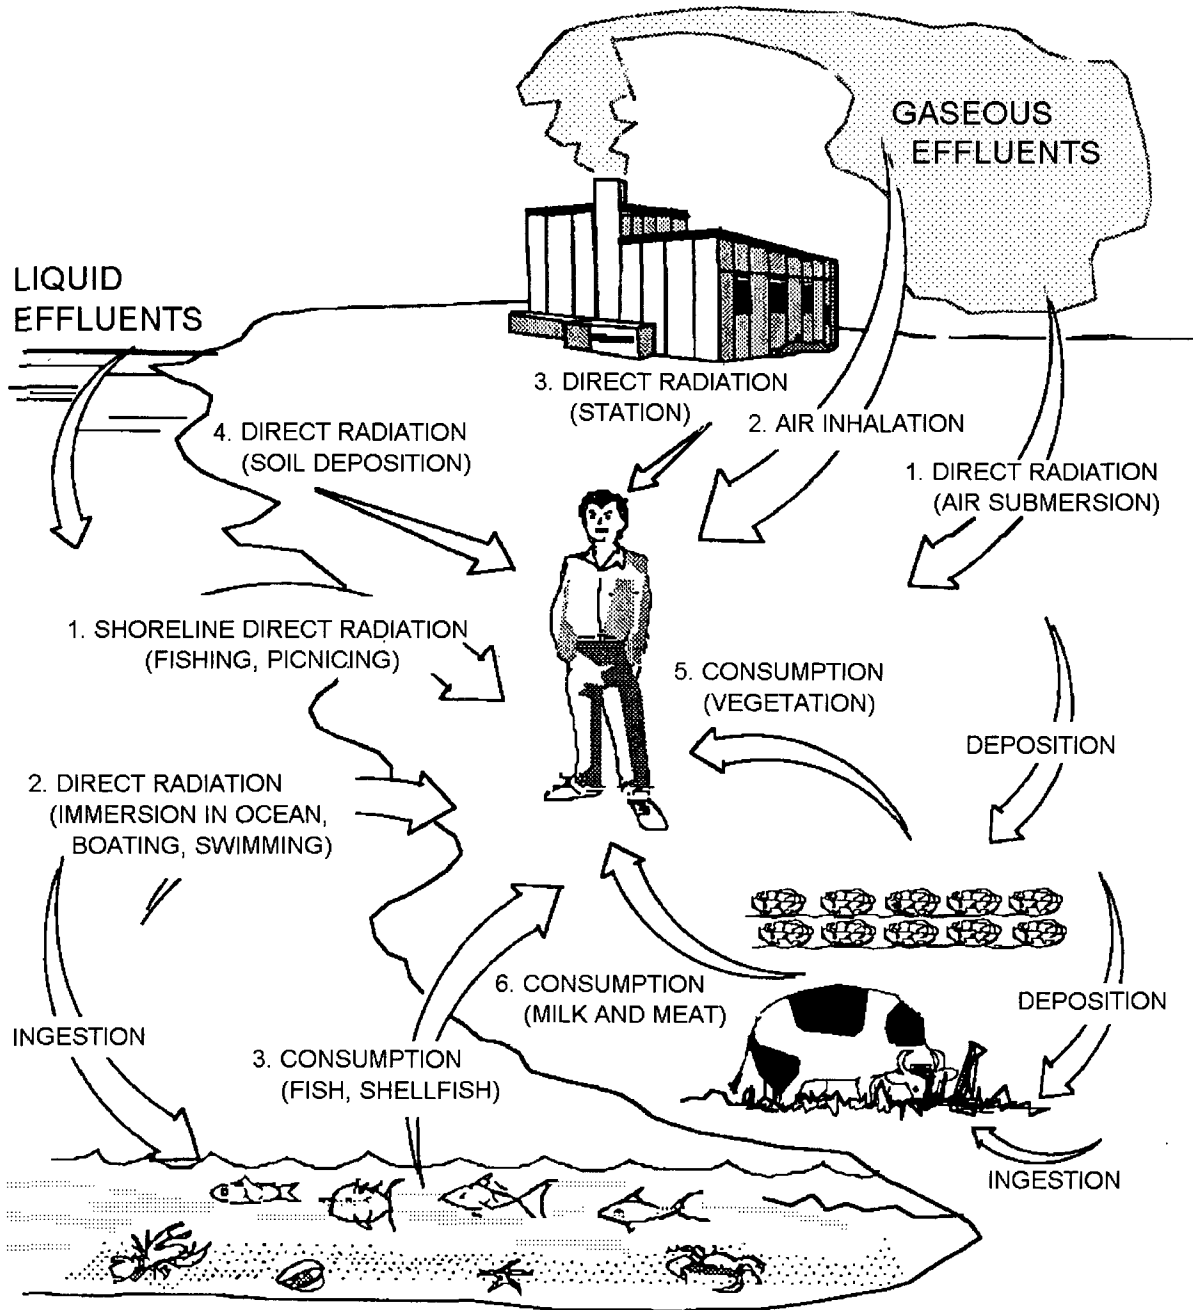 GASEOUS
EFFLUENTS
LIQUID
EFFLUENTS
3. DIRECT RADIATION
(STATION)
2. AIR INHALATION
4. DIRECT RADIATION
(SOIL DEPOSITION)
1. DIRECT RADIATION
(AIR SUBMERSION)
1. SHORELINE DIRECT RADIATION
(FISHING, PICNICING)
5. CONSUMPTION
(VEGETATION)
DEPOSITION
2. DIRECT RADIATION
(IMMERSION IN OCEAN,
BOATING, SWIMMING)
6. CONSUMPTION
(MILK AND MEAT)
DEPOSITION
INGESTION
3. CONSUMPTION
(FISH, SHELLFISH)
INGESTION